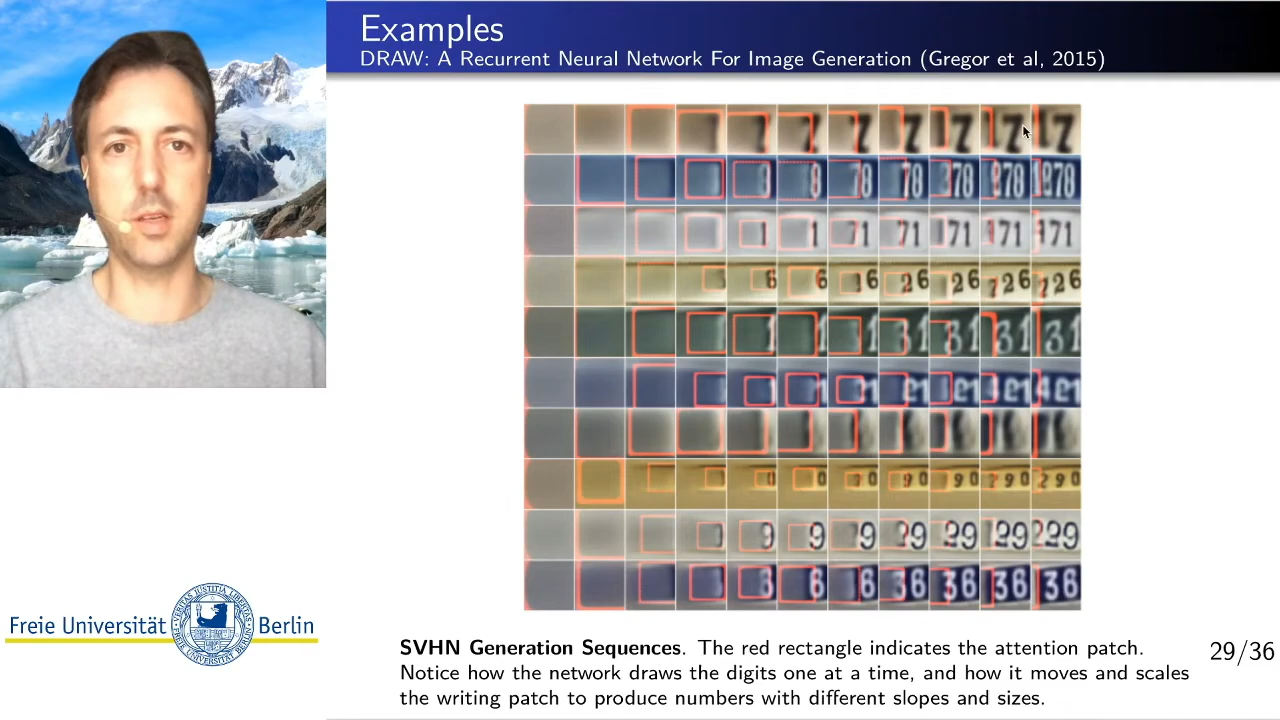 Examples
DRAW: A Recurrent Neural Network For Image Generation (Gregor et al, 2015)
Freie Universität Berlin
SVHN Generation Sequences. The red rectangle indicates the attention patch.
Notice how the network draws the digits one at a time, and how it moves and scales
the writing patch to produce numbers with different slopes and sizes.
29/36